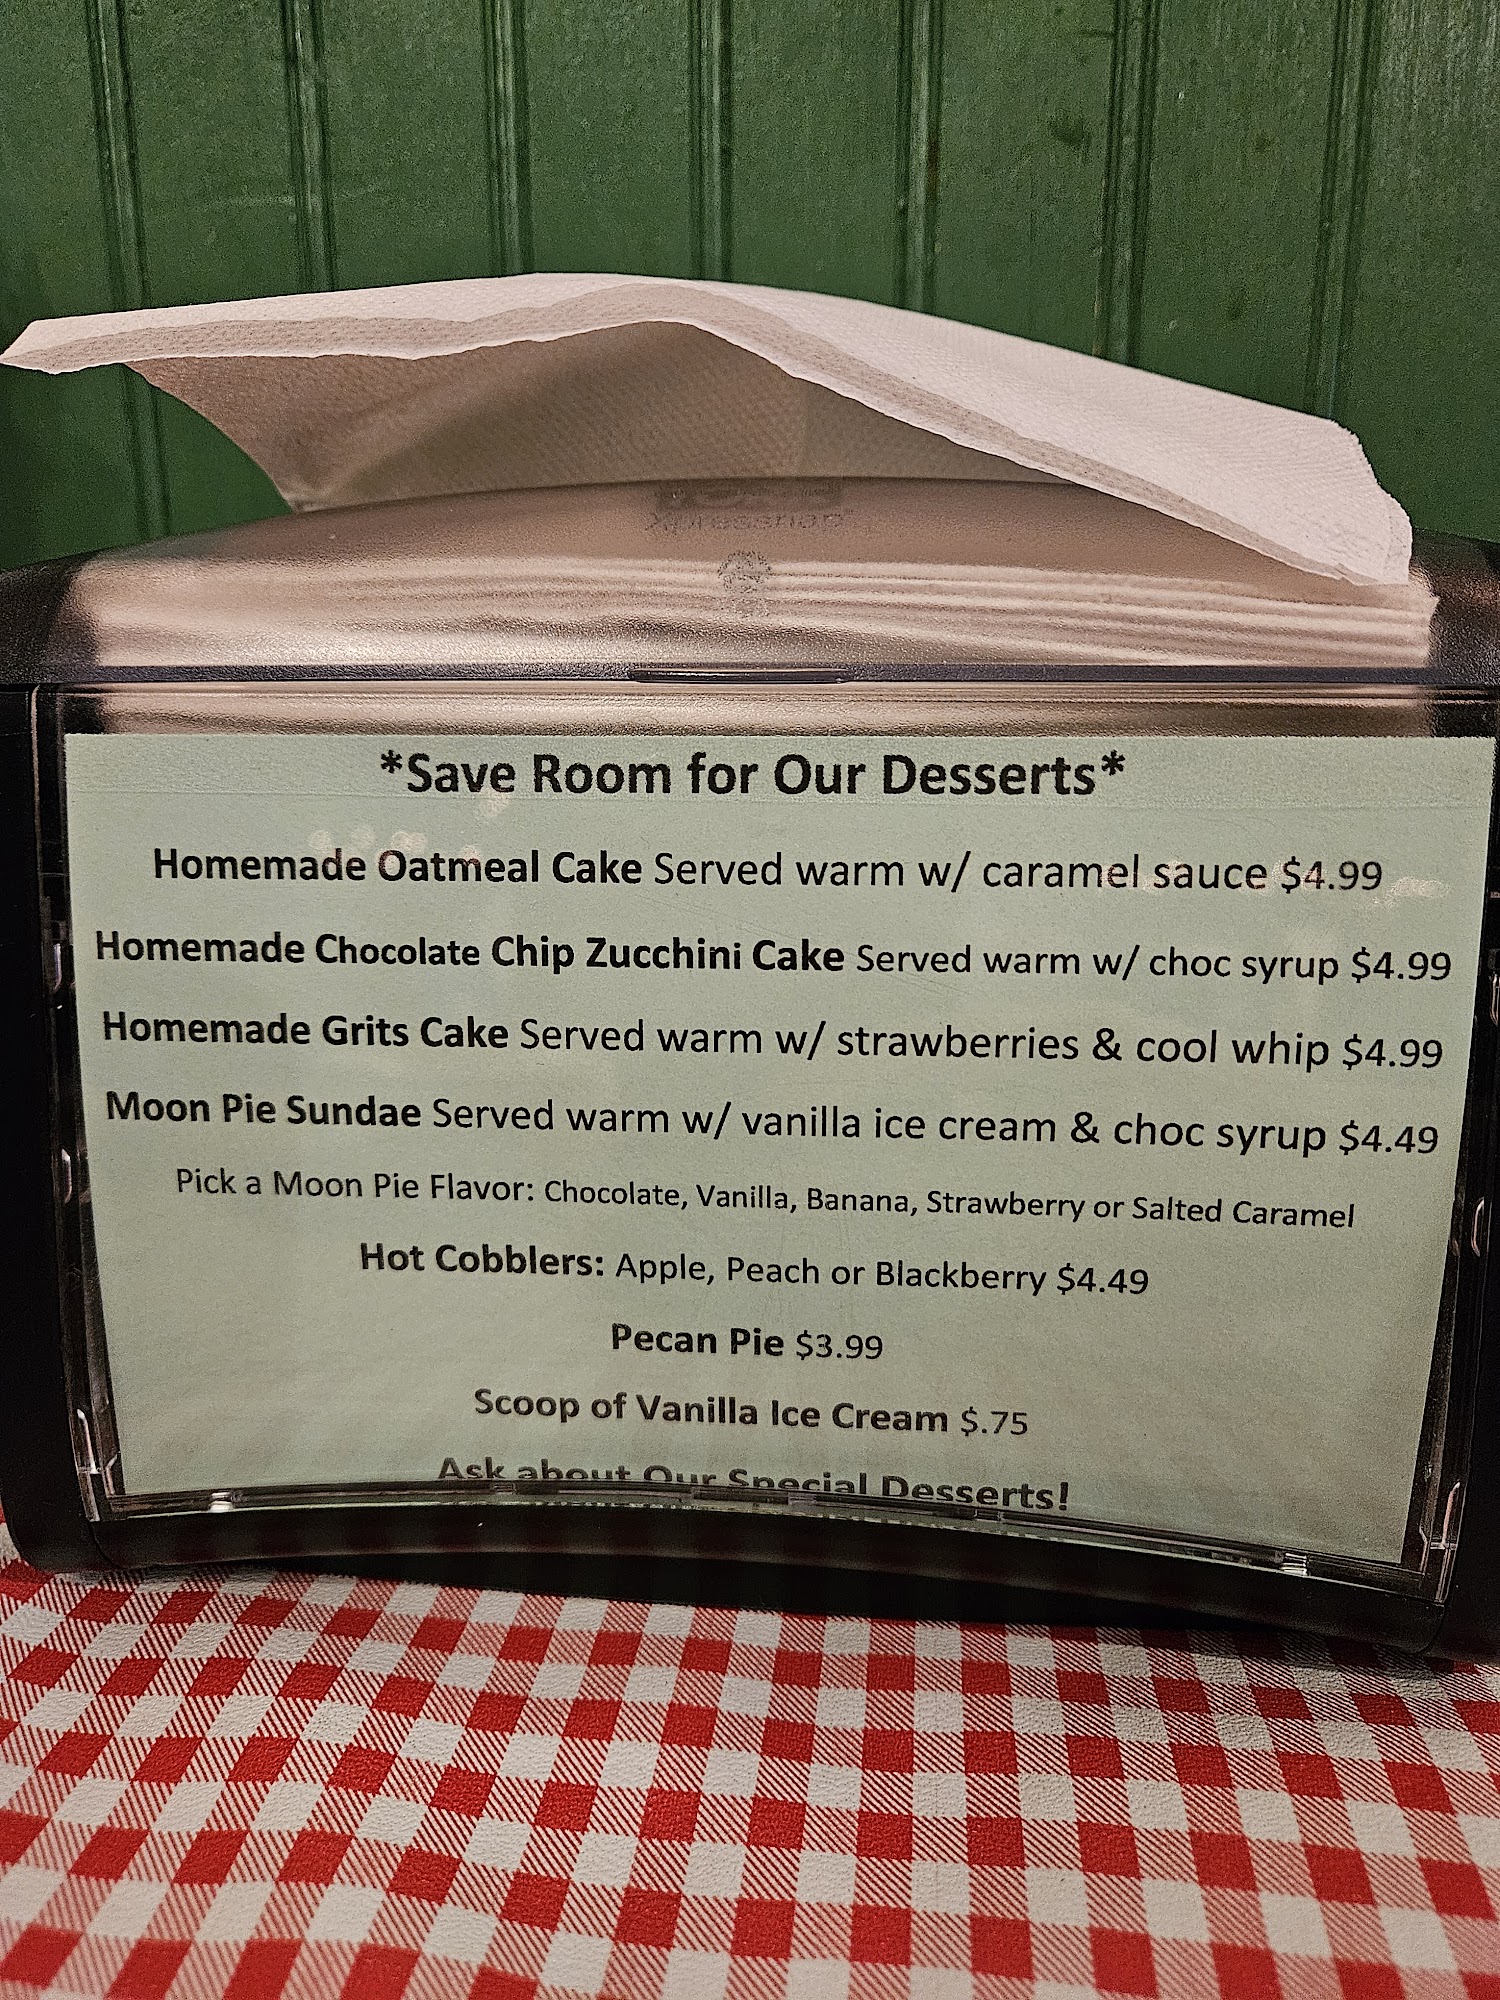 *Save Room for Our Desserts*
Homemade Oatmeal Cake Served warm w/ caramel sauce $4.99
Homemade Chocolate Chip Zucchini Cake Served warm w/ choc syrup $4.99
Homemade Grits Cake Served warm w/ strawberries & cool whip $4.99
Moon Pie Sundae Served warm w/ vanilla ice cream & choc syrup $4.49
Pick a Moon Pie Flavor: Chocolate, Vanilla, Banana, Strawberry or Salted Caramel
Hot Cobblers: Apple, Peach or Blackberry $4.49
Pecan Pie $3.99
Scoop of Vanilla Ice Cream $.75
Ask about Our Special Desserts!